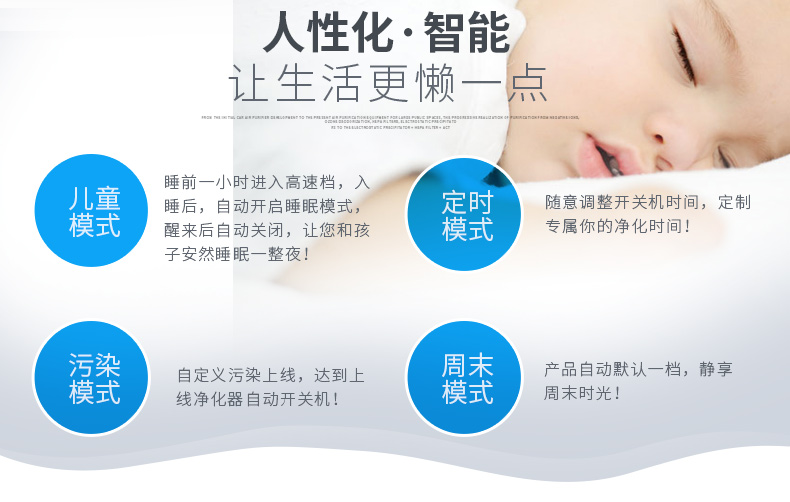 人性化·智能
让生活更懒一点
儿童
模式
睡前一小时进入高速档，入
睡后，自动开启睡眠模式，
醒来后自动关闭，让您和孩
子安然睡眠一整夜！
定时
模式
随意调整开关机时间，定制
专属你的净化时间！
污染
模式
自定义污染上线，达到上
线净化器自动开关机！
周末
模式
产品自动默认一档，静享
周末时光！